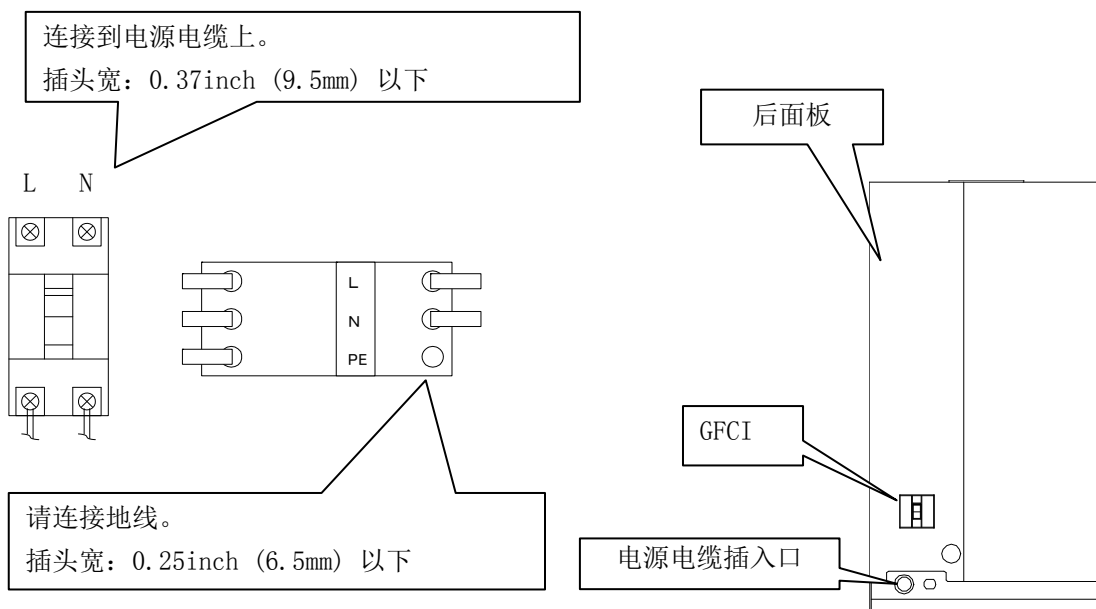 连接到电源电缆上。
插头宽：0.37inch (9.5mm) 以下
后面板
L N
L
N
PE
GFCI
请连接地线。
插头宽：0.25inch (6.5mm) 以下
电源电缆插入口